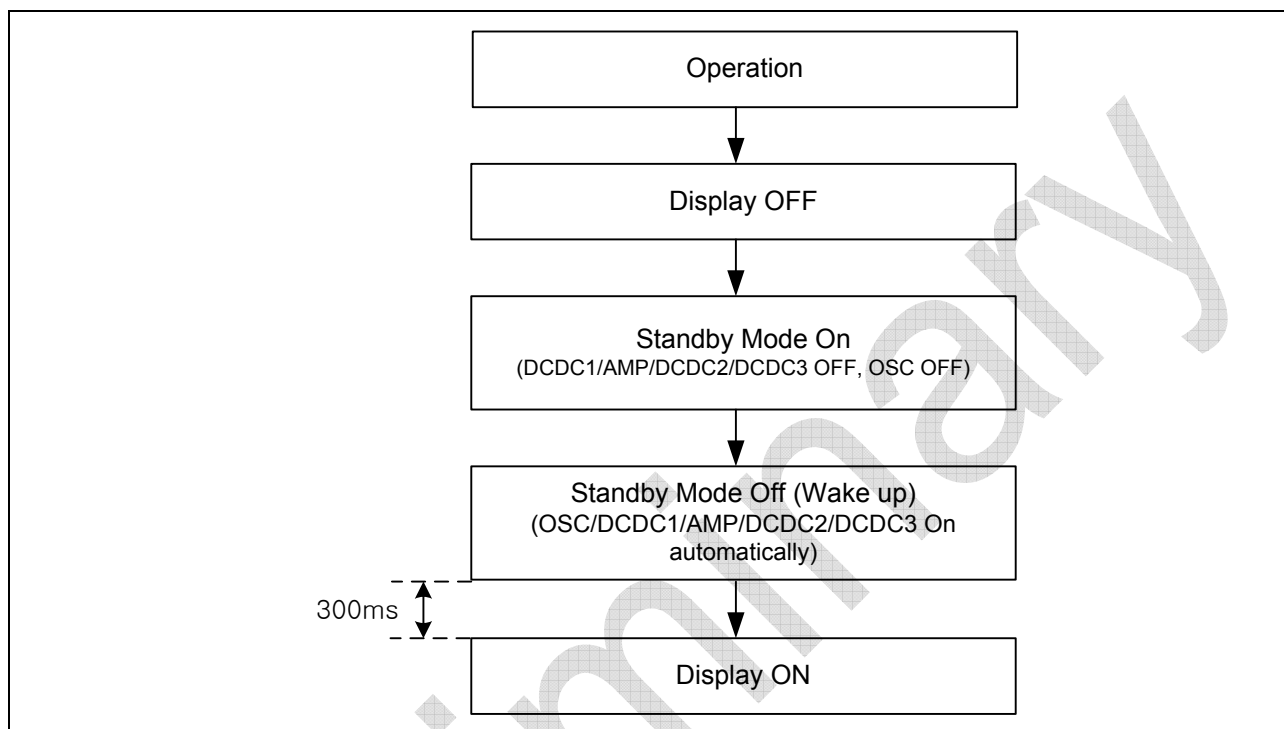 Operation
Display OFF
Standby Mode On
(DCDC1/AMP/DCDC2/DCDC3 OFF, OSC OFF)
Standby Mode Off (Wake up)
(OSC/DCDC1/AMP/DCDC2/DCDC3 On
automatically)
300ms
Display ON
iminary